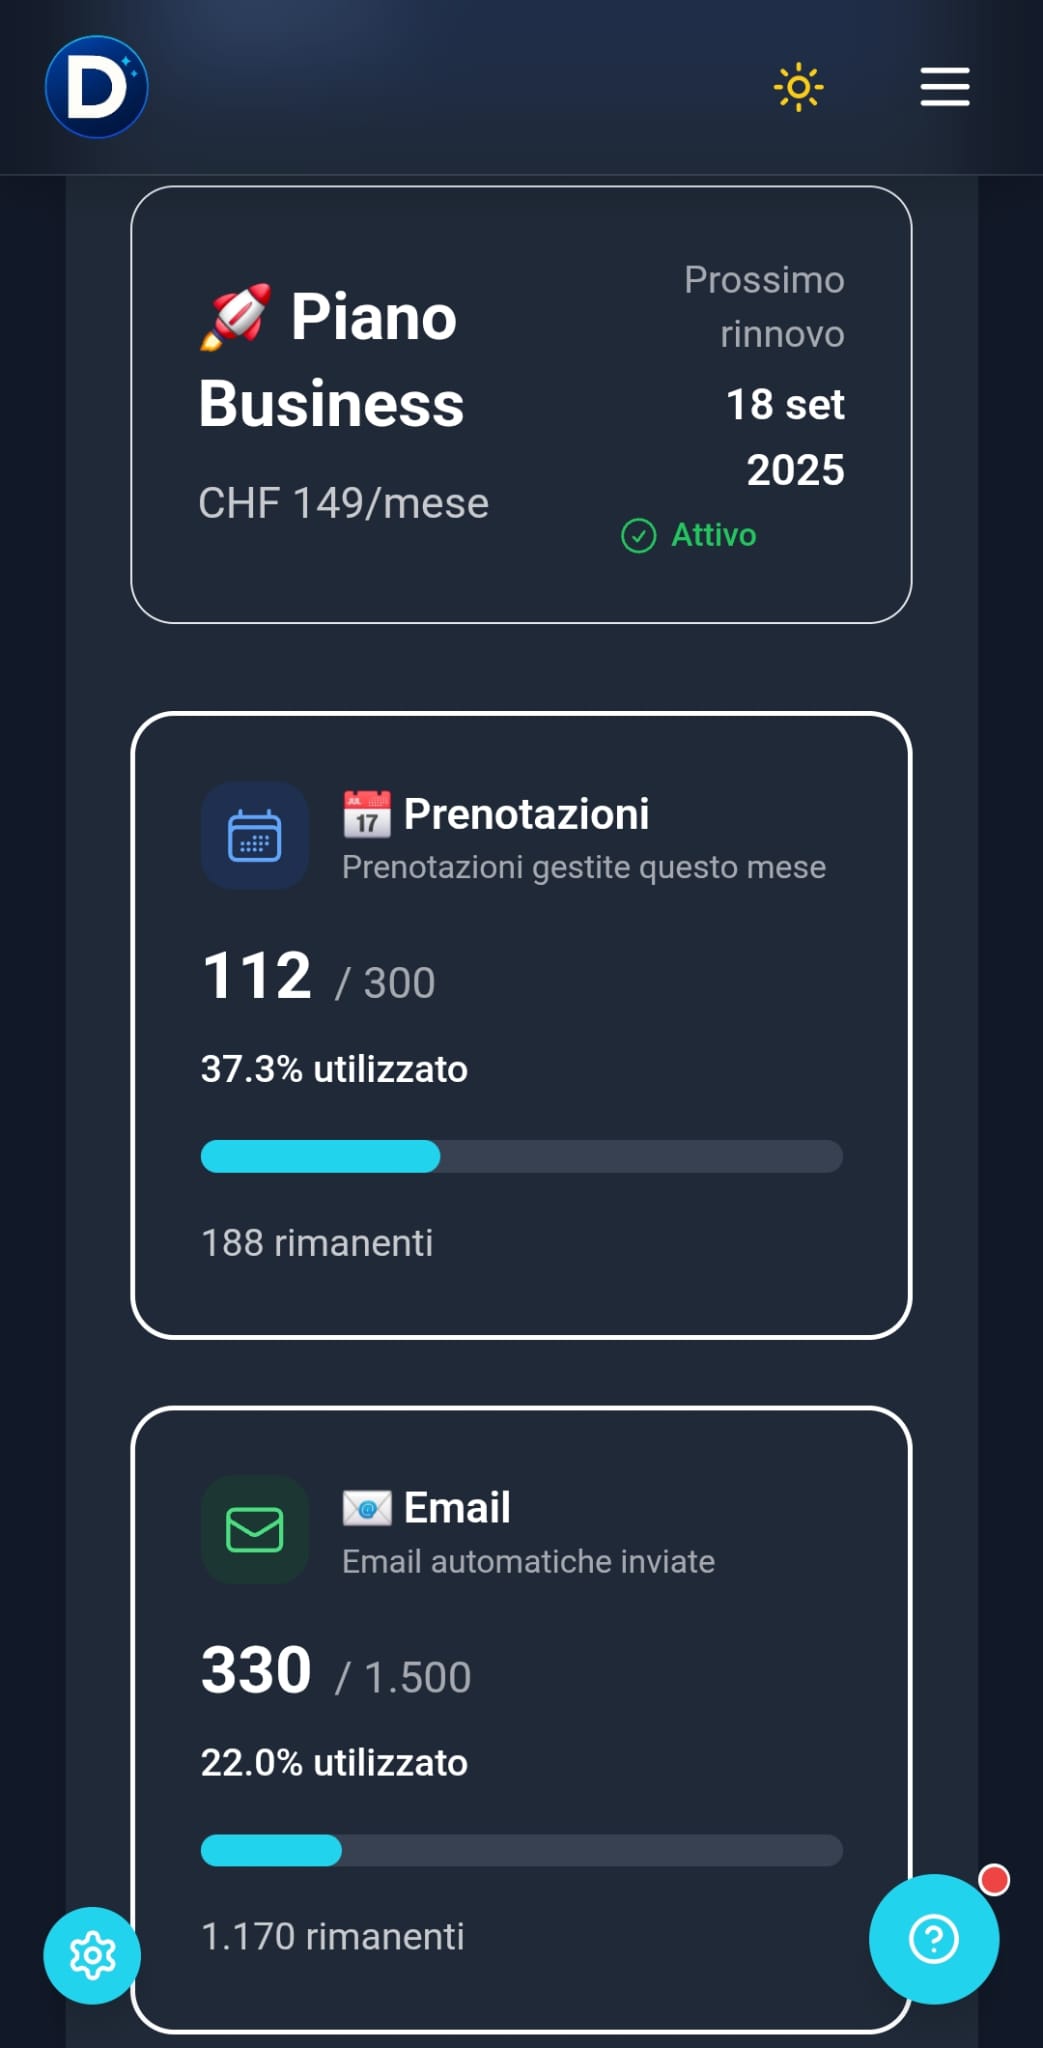 D
🚀 Piano
Business
CHF 149/mese
Prossimo
rinnovo
18 set
2025
Attivo
📅 Prenotazioni
Prenotazioni gestite questo mese
112 / 300
37.3% utilizzato
188 rimanenti
📧 Email
Email automatiche inviate
330 / 1.500
22.0% utilizzato
1.170 rimanenti